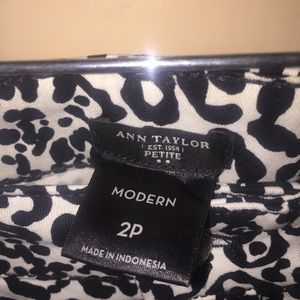 ANN TAYLOR
EST. 1954
PETITE
MODERN
2P
MADE IN INDONESIA